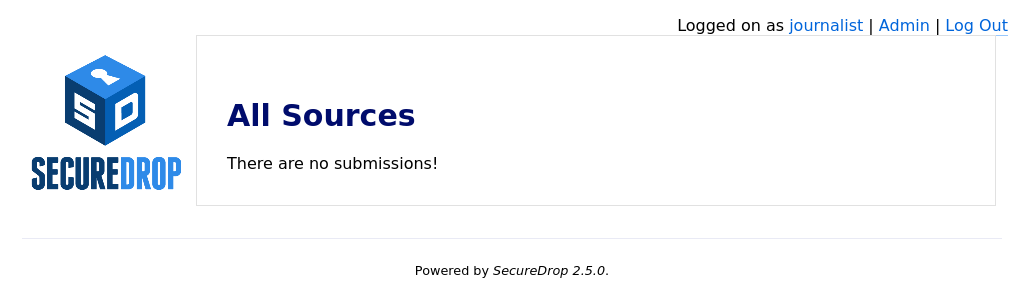 Logged on as journalist | Admin | Log Out
SD
SECUREDROP
All Sources
There are no submissions!
Powered by SecureDrop 2.5.0.